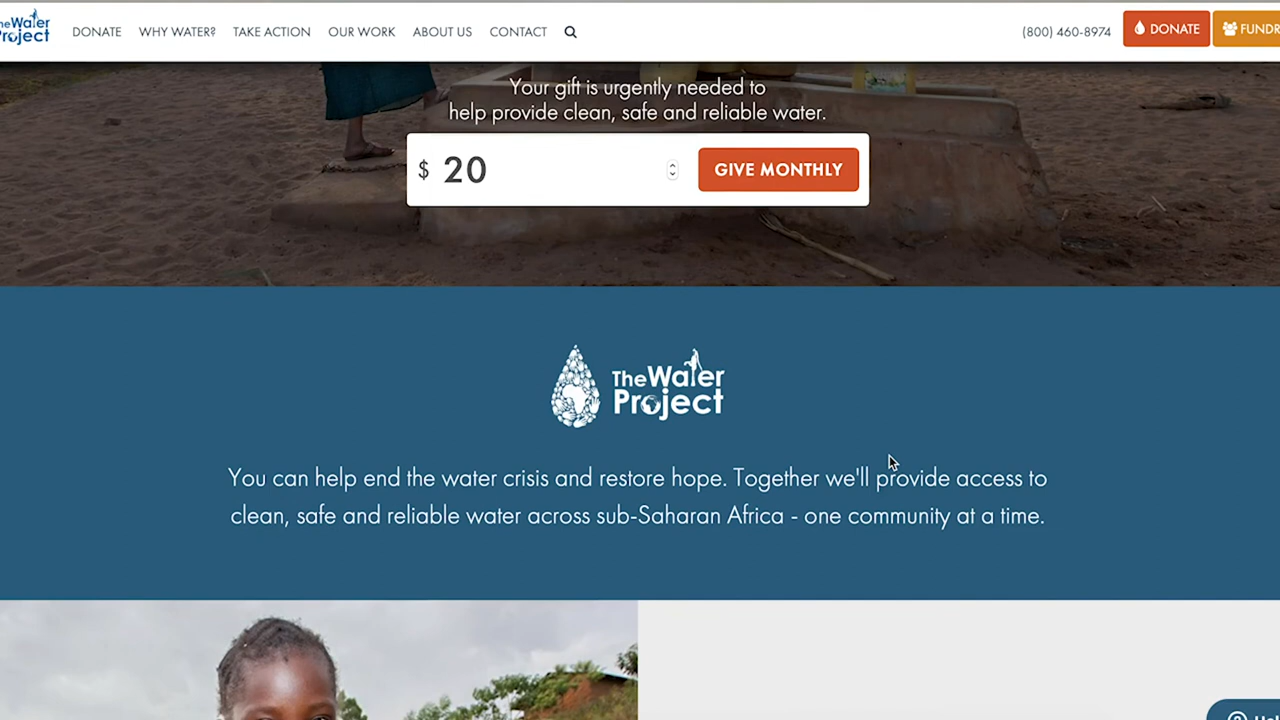 The Water
Project
DONATE WHY WATER? TAKE ACTION OUR WORK ABOUT US CONTACT (800) 460-8974 DONATE
Your gift is urgently needed to
help provide clean, safe and reliable water.
$ 20 GIVE MONTHLY
The Water
Project
You can help end the water crisis and restore hope. Together we'll provide access to
clean, safe and reliable water across sub-Saharan Africa - one community at a time.